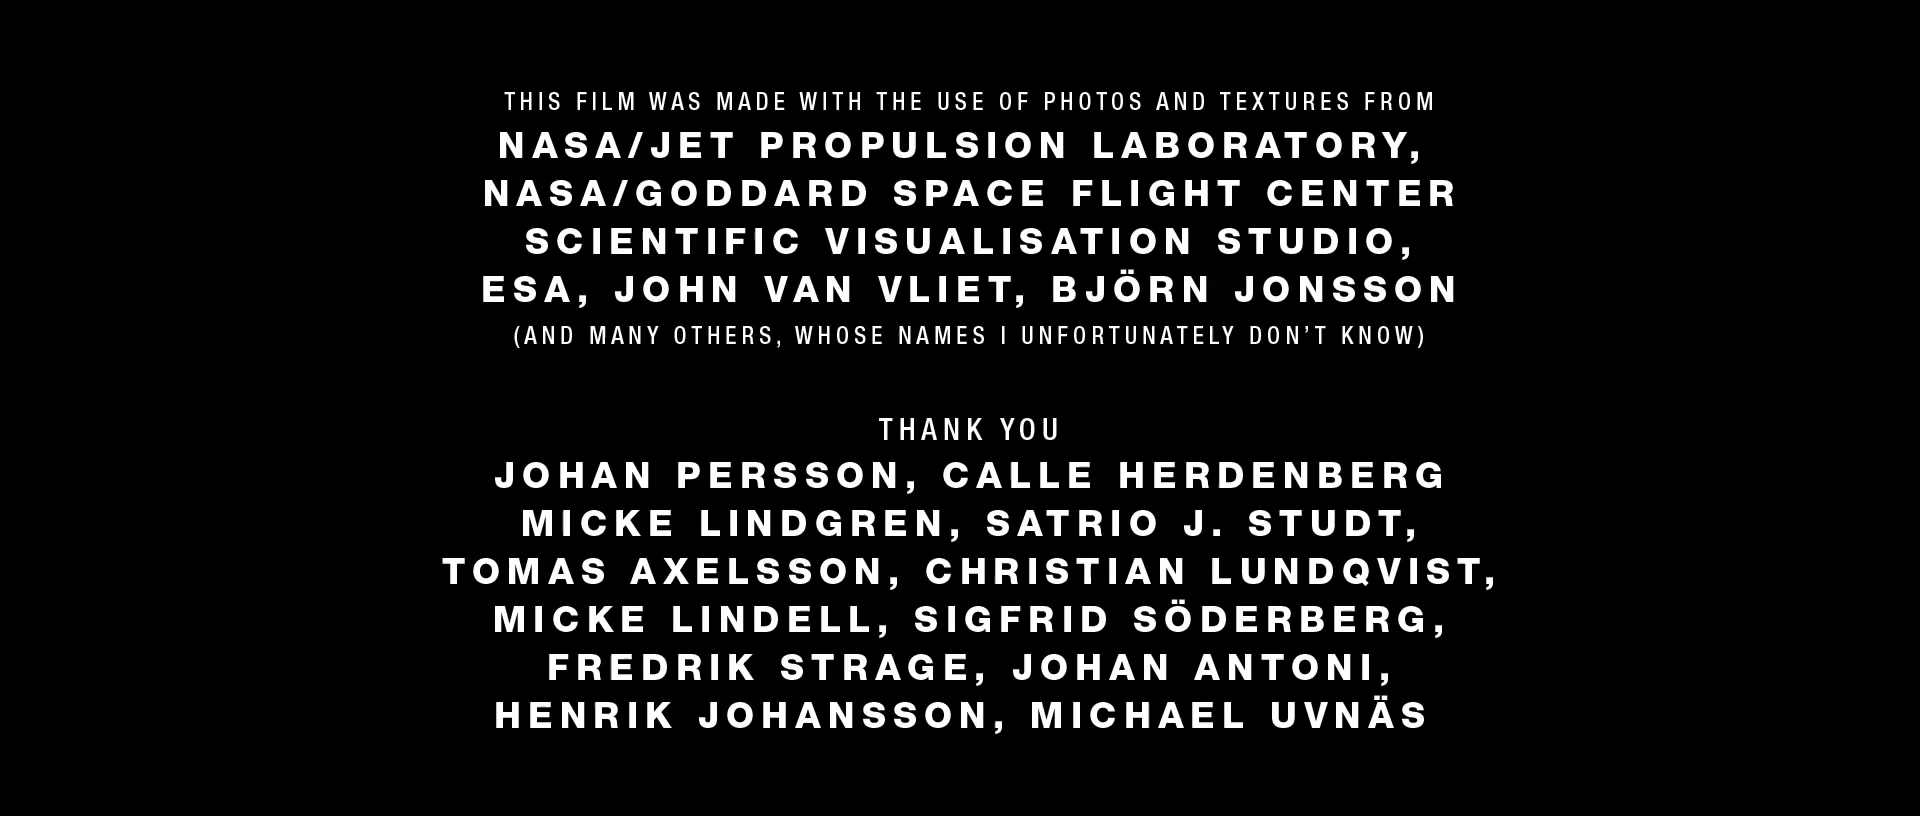 THIS FILM WAS MADE WITH THE USE OF PHOTOS AND TEXTURES FROM
NASA/JET PROPULSION LABORATORY,
NASA/GODDARD SPACE FLIGHT CENTER
SCIENTIFIC VISUALISATION STUDIO,
ESA, JOHN VAN VLIET, BJÖRN JONSSON
(AND MANY OTHERS, WHOSE NAMES I UNFORTUNATELY DON’T KNOW)
THANK YOU
JOHAN PERSSON, CALLE HERDENBERG
MICKE LINDGREN, SATRIO J. STUDT,
TOMAS AXELSSON, CHRISTIAN LUNDQVIST,
MICKE LINDELL, SIGFRID SÖDERBERG,
FREDRIK STRAGE, JOHAN ANTONI,
HENRIK JOHANSSON, MICHAEL UVNÄS